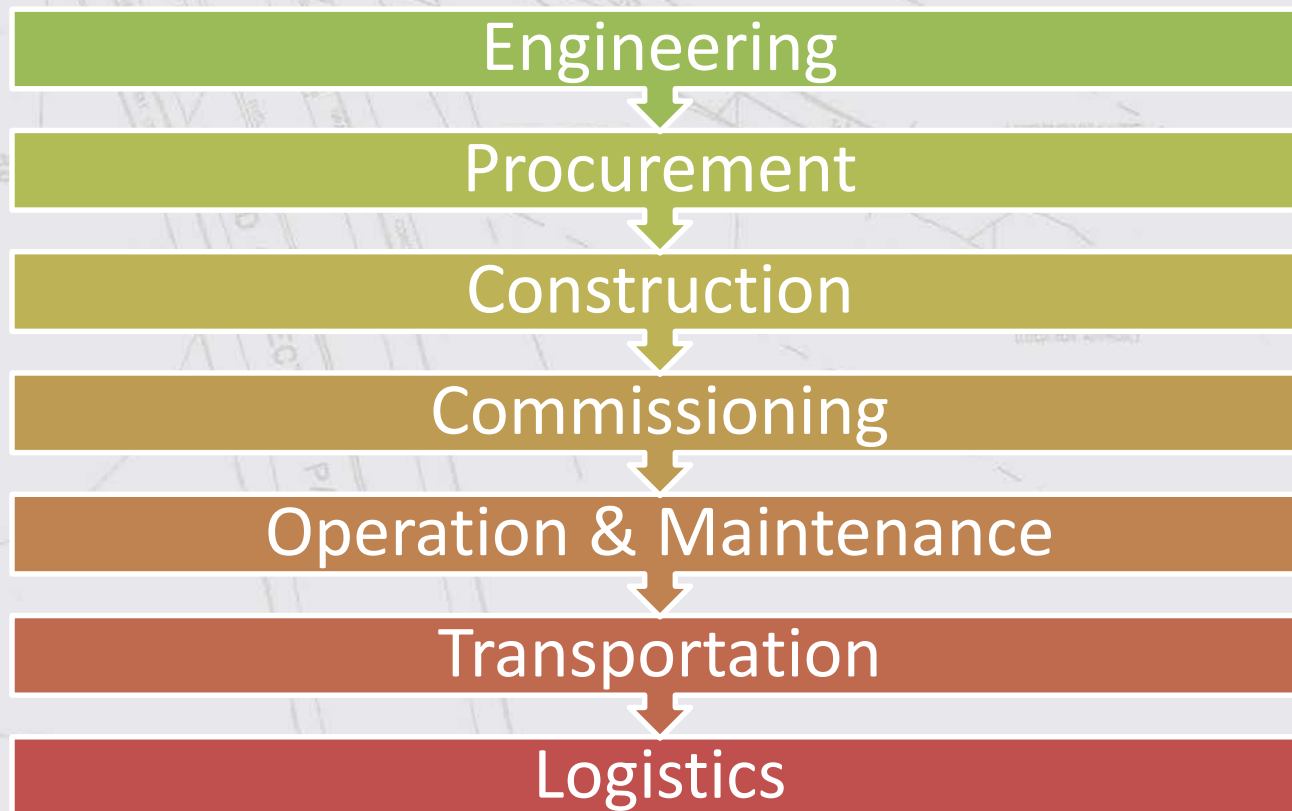 Engineering
Procurement
Construction
Commissioning
Operation & Maintenance
Transportation
Logistics